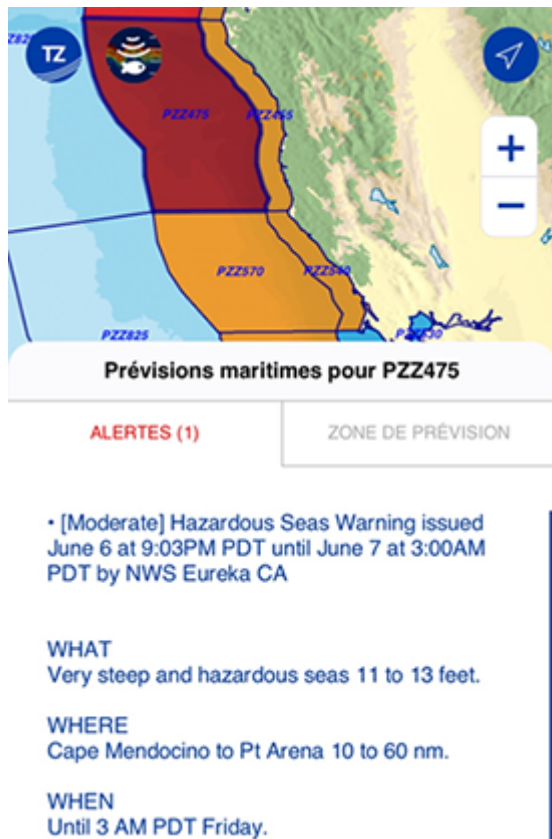 PZZ82
TZ
PZZ475
PZZ455
+
−
PZZ570
PZZ540
PZZ825
PZZ530
Prévisions maritimes pour PZZ475
ALERTES (1)
ZONE DE PRÉVISION
• [Moderate] Hazardous Seas Warning issued
June 6 at 9:03PM PDT until June 7 at 3:00AM
PDT by NWS Eureka CA
WHAT
Very steep and hazardous seas 11 to 13 feet.
WHERE
Cape Mendocino to Pt Arena 10 to 60 nm.
WHEN
Until 3 AM PDT Friday.